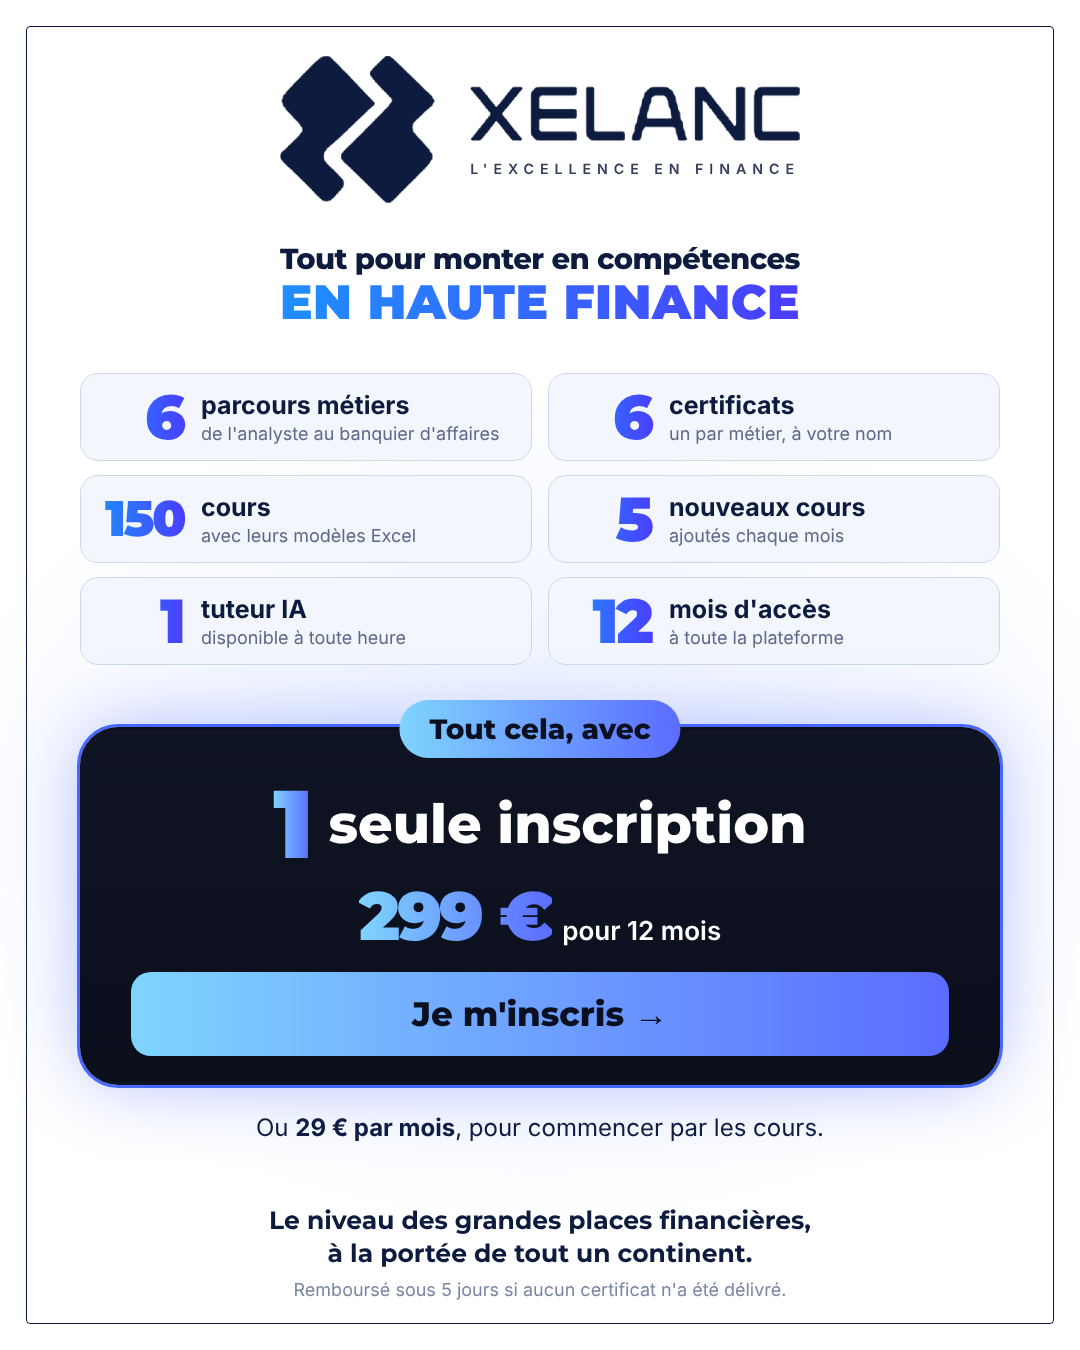 XELANC
L'EXCELLENCE EN FINANCE
Tout pour monter en compétences
EN HAUTE FINANCE
6 parcours métiers
de l'analyste au banquier d'affaires
6 certificats
un par métier, à votre nom
150 cours
avec leurs modèles Excel
5 nouveaux cours
ajoutés chaque mois
1 tuteur IA
disponible à toute heure
12 mois d'accès
à toute la plateforme
Tout cela, avec
1 seule inscription
299 € pour 12 mois
Je m'inscris →
Ou 29 € par mois, pour commencer par les cours.
Le niveau des grandes places financières,
à la portée de tout un continent.
Remboursé sous 5 jours si aucun certificat n'a été délivré.